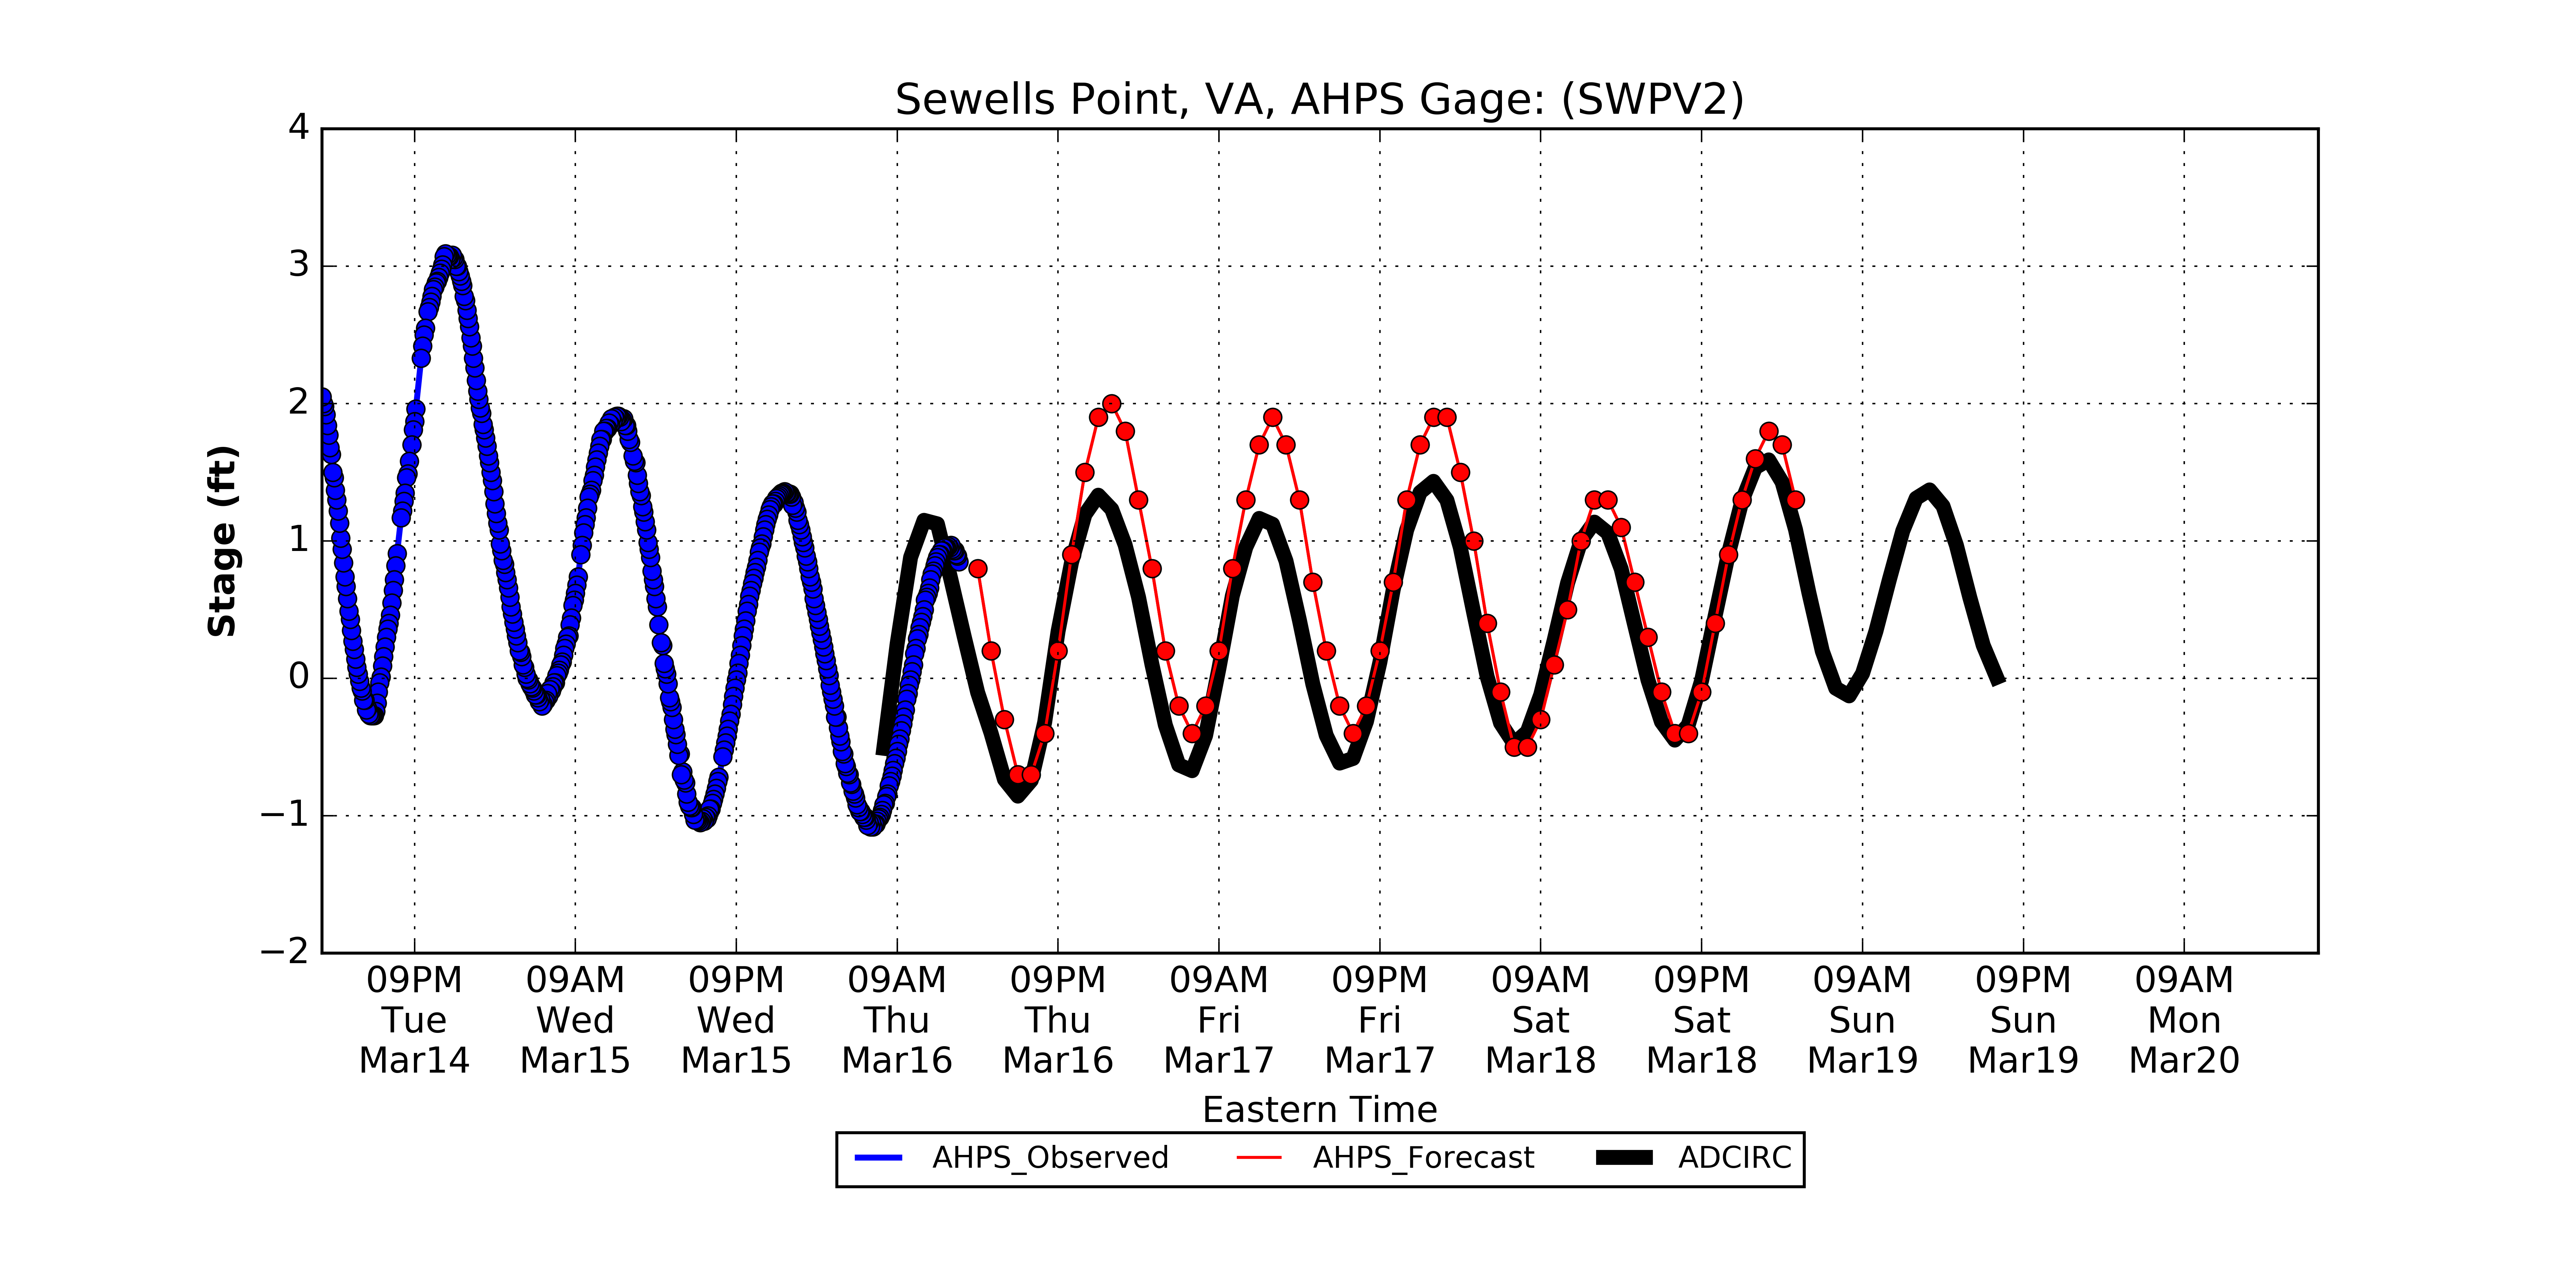 Sewells Point, VA, AHPS Gage: (SWPV2)
4
3
2
1
0
−1
−2
Stage (ft)
09PM 09AM 09PM 09AM 09PM 09AM 09PM 09AM 09PM 09AM 09PM 09AM
Tue Wed Wed Thu Thu Fri Fri Sat Sat Sun Sun Mon
Mar14 Mar15 Mar15 Mar16 Mar16 Mar17 Mar17 Mar18 Mar18 Mar19 Mar19 Mar20
Eastern Time
AHPS_Observed AHPS_Forecast ADCIRC